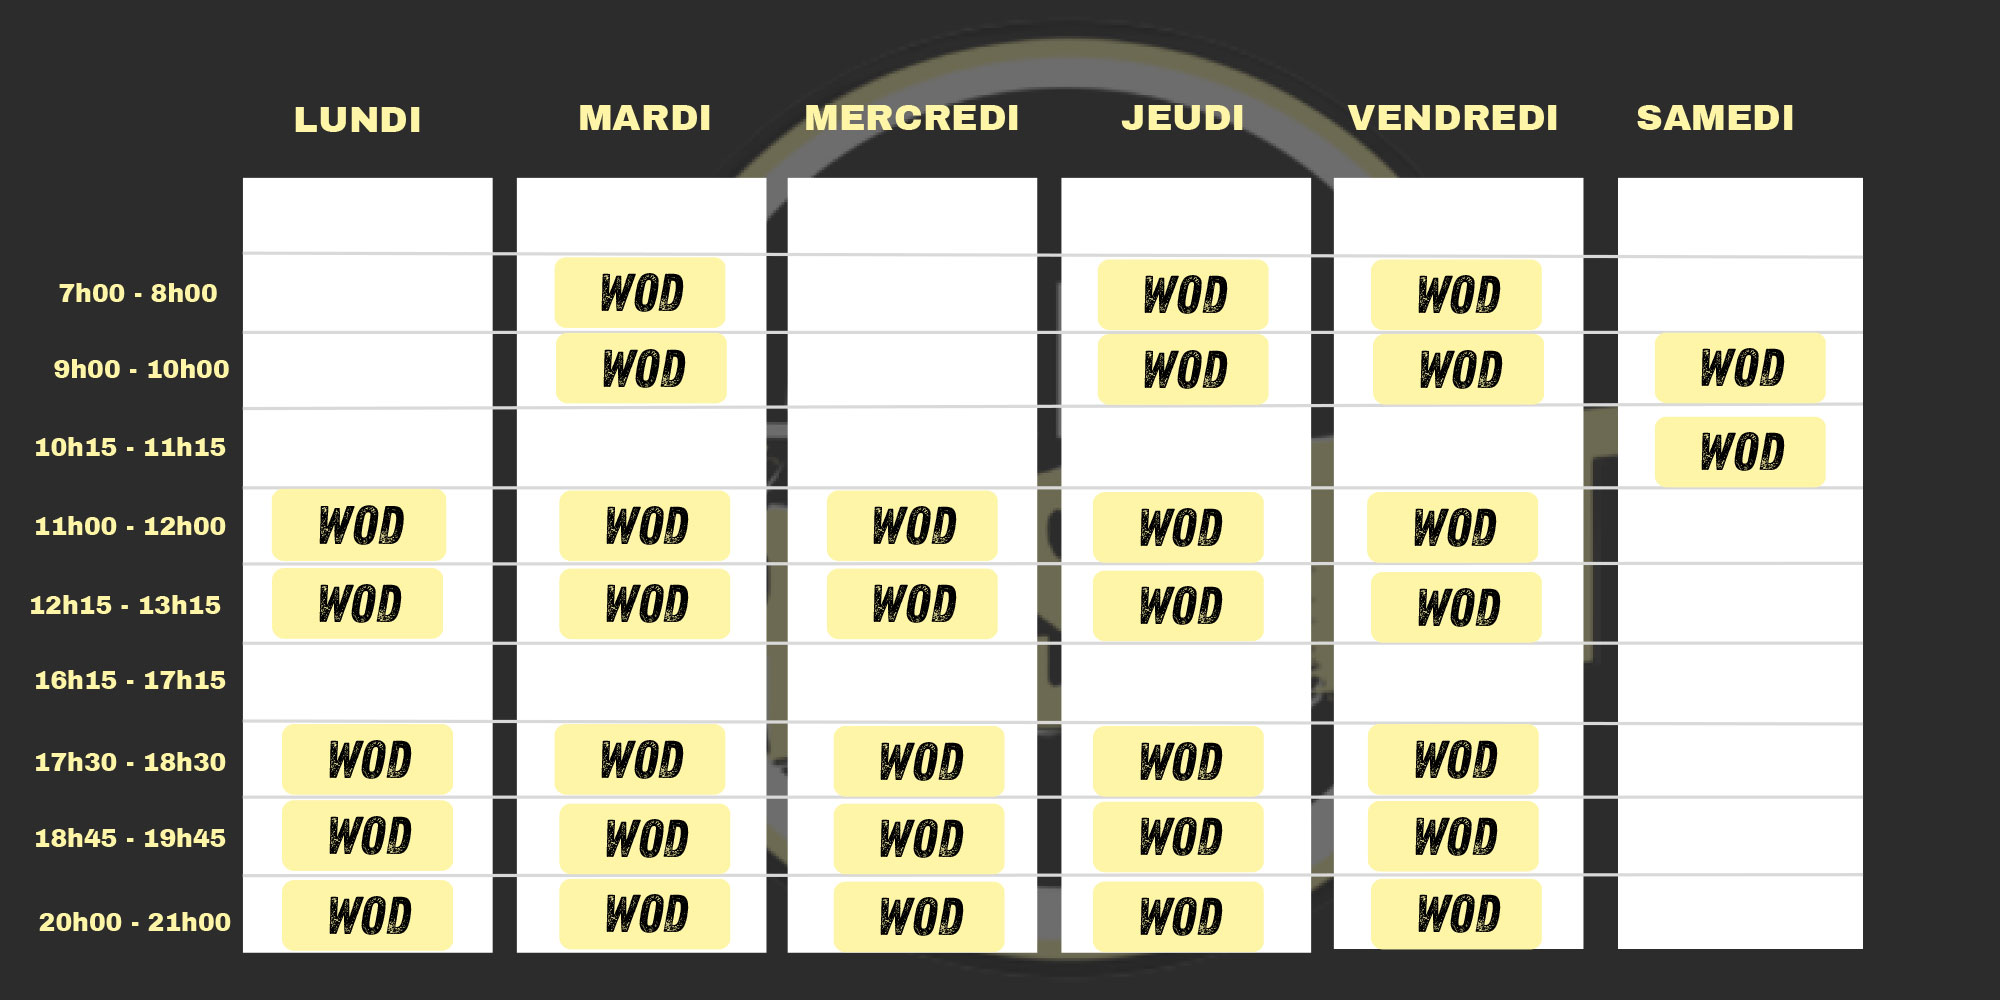 LUNDI MARDI MERCREDI JEUDI VENDREDI SAMEDI
7h00 - 8h00 WOD WOD WOD
9h00 - 10h00 WOD WOD WOD WOD
10h15 - 11h15 WOD
11h00 - 12h00 WOD WOD WOD WOD WOD
12h15 - 13h15 WOD WOD WOD WOD WOD
16h15 - 17h15
17h30 - 18h30 WOD WOD WOD WOD WOD
18h45 - 19h45 WOD WOD WOD WOD WOD
20h00 - 21h00 WOD WOD WOD WOD WOD